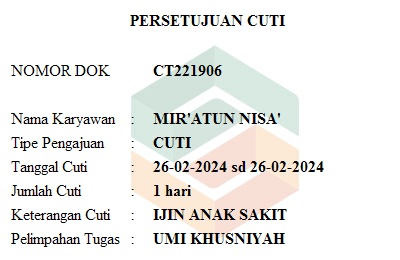 PERSETUJUAN CUTI
NOMOR DOK CT221906
Nama Karyawan : MIR'ATUN NISA'
Tipe Pengajuan : CUTI
Tanggal Cuti : 26-02-2024 sd 26-02-2024
Jumlah Cuti : 1 hari
Keterangan Cuti : IJIN ANAK SAKIT
Pelimpahan Tugas : UMI KHUSNIYAH